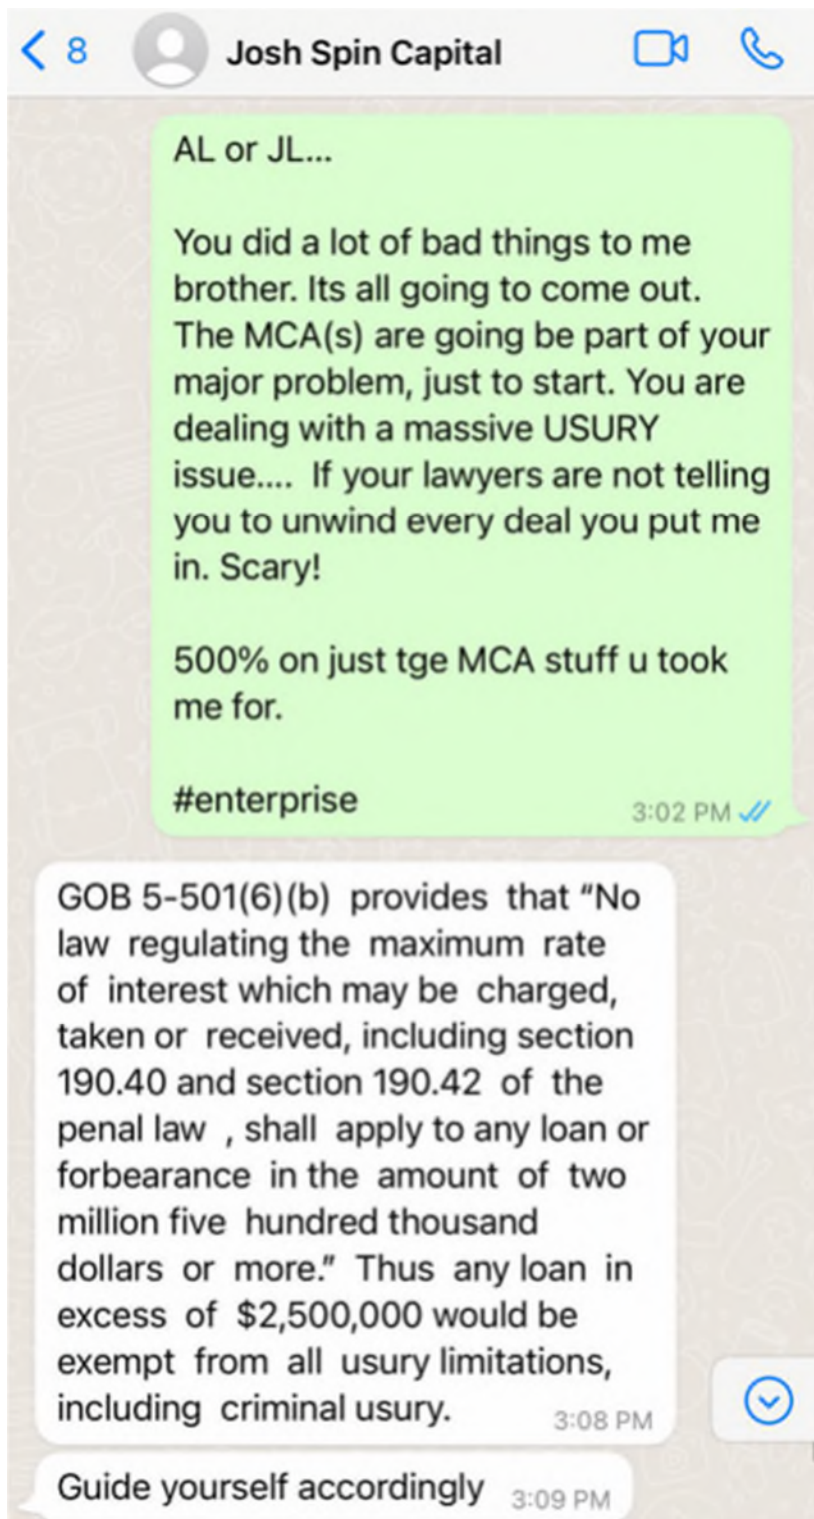 8 Josh Spin Capital
AL or JL...
You did a lot of bad things to me
brother. Its all going to come out.
The MCA(s) are going be part of your
major problem, just to start. You are
dealing with a massive USURY
issue.... If your lawyers are not telling
you to unwind every deal you put me
in. Scary!
500% on just tge MCA stuff u took
me for.
#enterprise
3:02 PM
GOB 5-501(6)(b) provides that “No
law regulating the maximum rate
of interest which may be charged,
taken or received, including section
190.40 and section 190.42 of the
penal law , shall apply to any loan or
forbearance in the amount of two
million five hundred thousand
dollars or more.” Thus any loan in
excess of $2,500,000 would be
exempt from all usury limitations,
including criminal usury.
3:08 PM
Guide yourself accordingly 3:09 PM